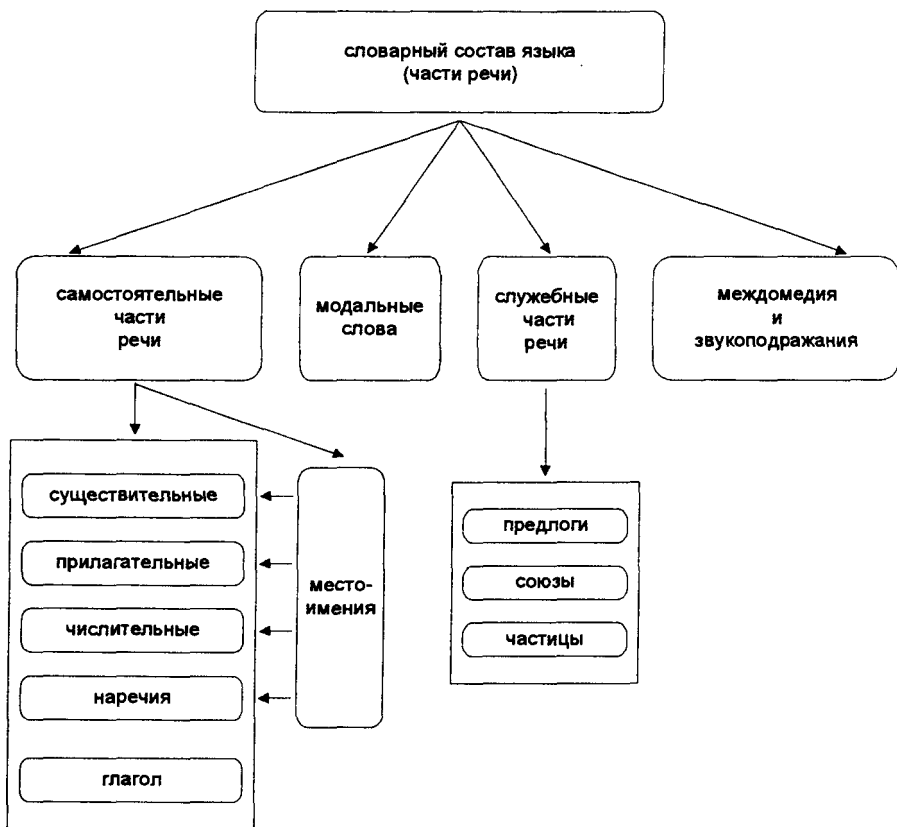 словарный состав языка
(части речи)
самостоятельные
части
речи
модальные
слова
служебные
части
речи
междомедия
и
звукоподражания
существительные
прилагательные
числительные
наречия
глагол
место-
имения
предлоги
союзы
частицы